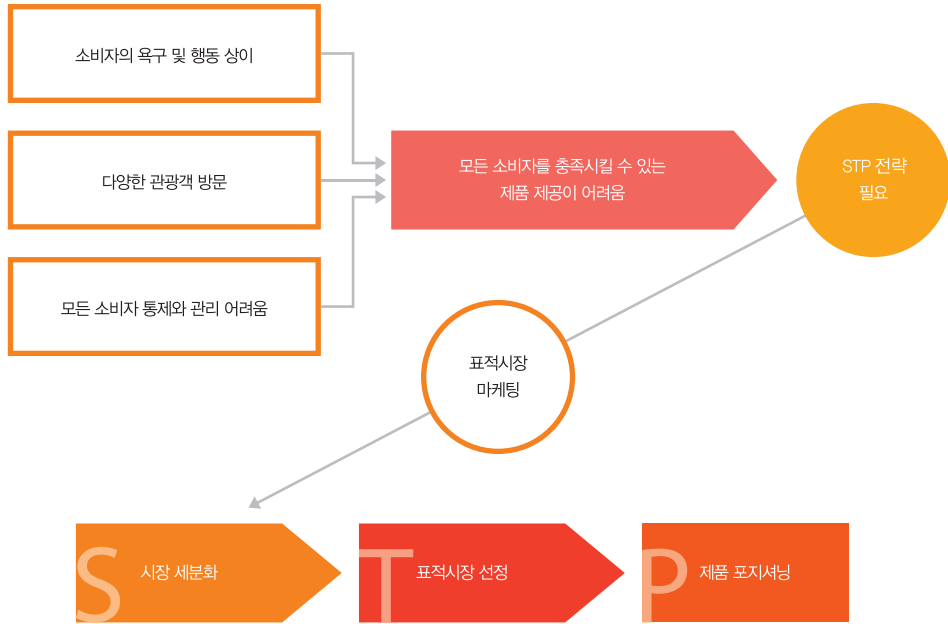 소비자의 욕구 및 행동 상이
다양한 관광객 방문
모든 소비자 통제와 관리 어려움
모든 소비자를 충족시킬 수 있는
제품 제공이 어려움
STP 전략
필요
표적시장
마케팅
S 시장 세분화
T 표적시장 선정
P 제품 포지셔닝